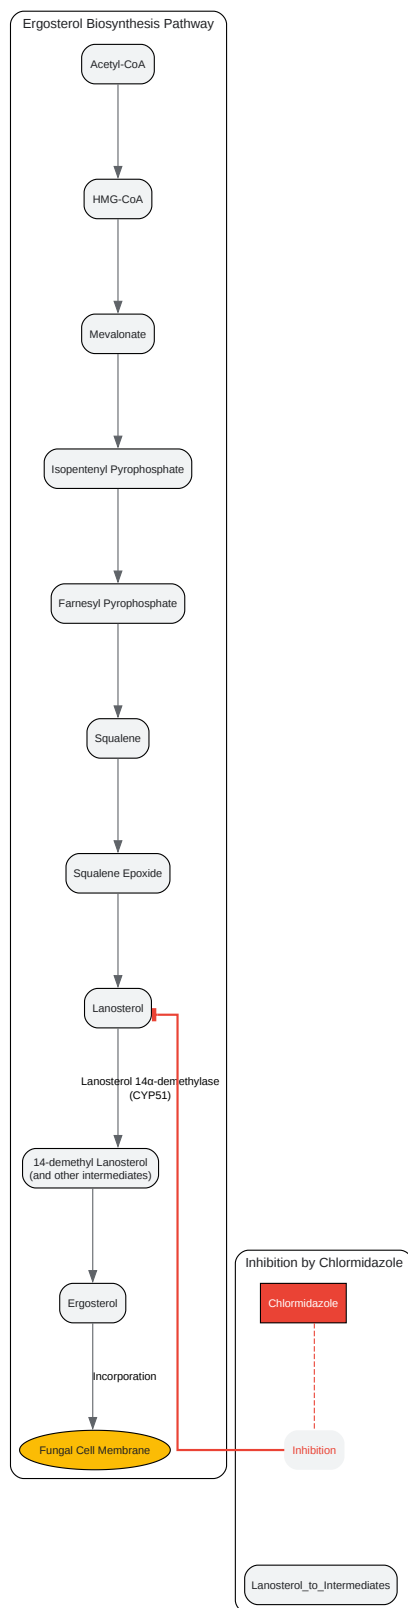 Ergosterol Biosynthesis Pathway
Acetyl-CoA
HMG-CoA
Mevalonate
Isopentenyl Pyrophosphate
Farnesyl Pyrophosphate
Squalene
Squalene Epoxide
Lanosterol
Lanosterol 14α-demethylase
(CYP51)
14-demethyl Lanosterol
(and other intermediates)
Ergosterol
Incorporation
Fungal Cell Membrane
Inhibition by Chlormidazole
Chlormidazole
Inhibition
Lanosterol_to_Intermediates